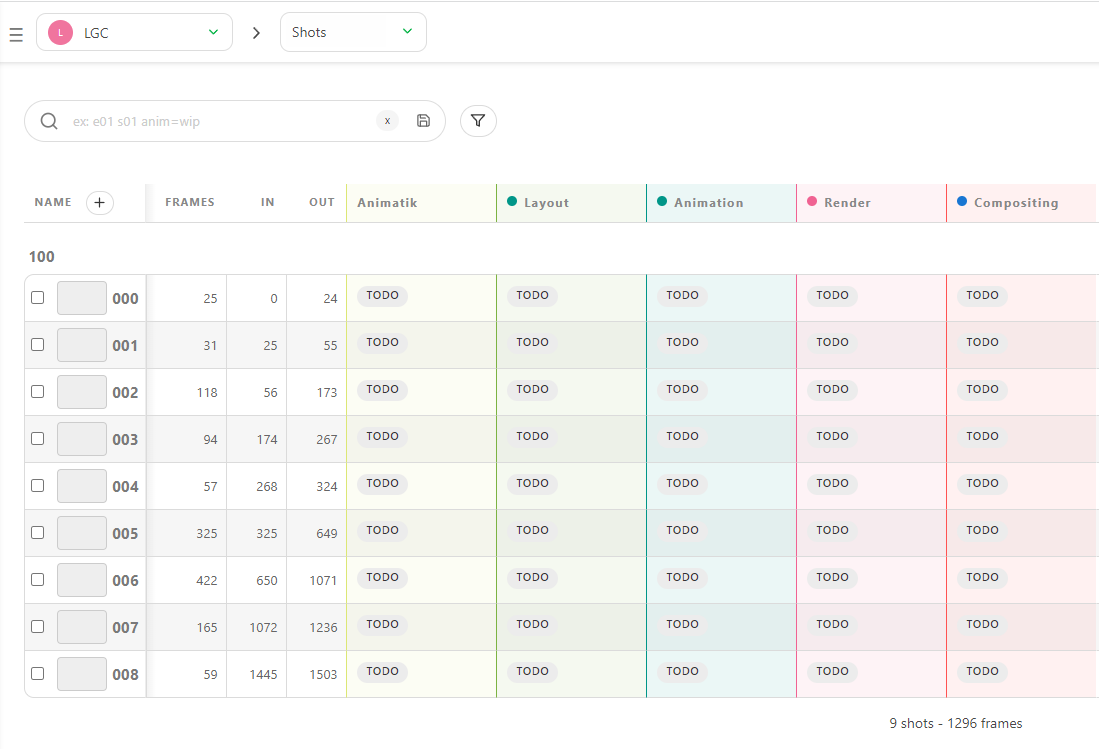 L LGC Shots
ex: e01 s01 anim=wip x
NAME + FRAMES IN OUT Animatik Layout Animation Render Compositing
100
000 25 0 24 TODO TODO TODO TODO TODO
001 31 25 55 TODO TODO TODO TODO TODO
002 118 56 173 TODO TODO TODO TODO TODO
003 94 174 267 TODO TODO TODO TODO TODO
004 57 268 324 TODO TODO TODO TODO TODO
005 325 325 649 TODO TODO TODO TODO TODO
006 422 650 1071 TODO TODO TODO TODO TODO
007 165 1072 1236 TODO TODO TODO TODO TODO
008 59 1445 1503 TODO TODO TODO TODO TODO
9 shots - 1296 frames